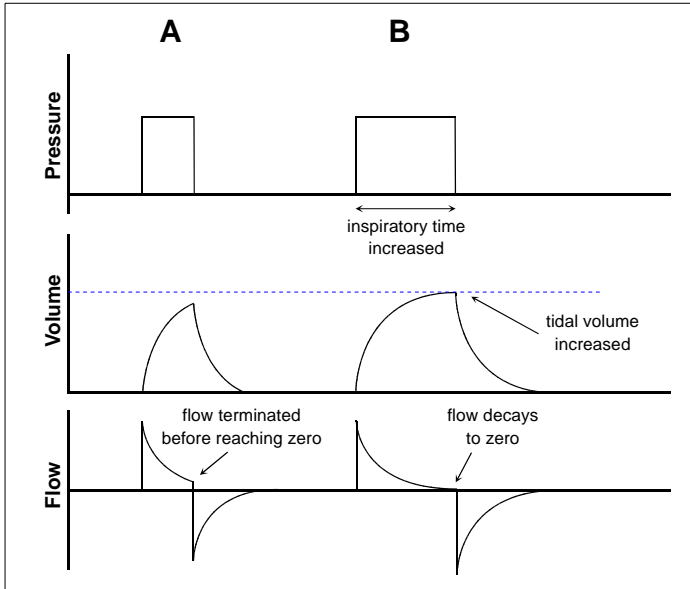 A
B
Pressure
inspiratory time
increased
Volume
tidal volume
increased
Flow
flow terminated
before reaching zero
flow decays
to zero